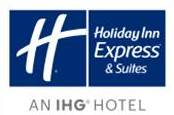 H
Holiday Inn
Express
& Suites
AN IHG® HOTEL